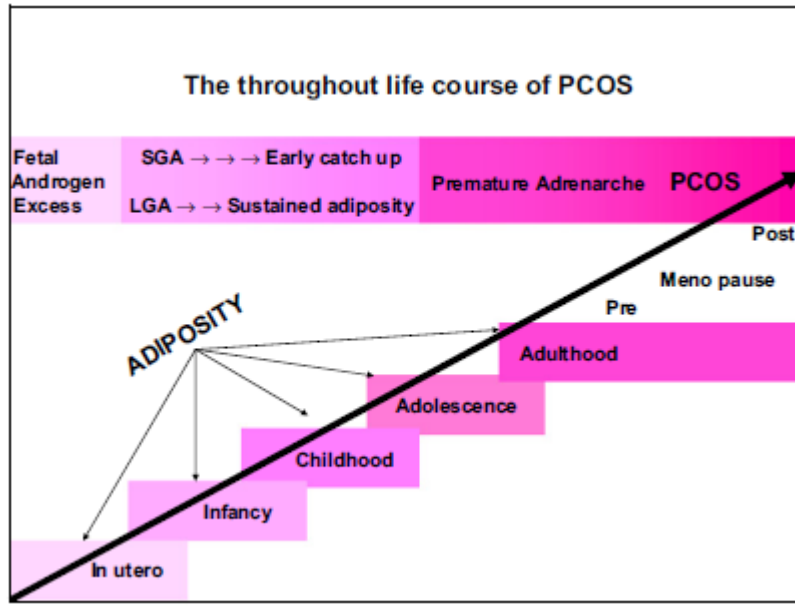 The throughout life course of PCOS
Fetal
Androgen
Excess
SGA → → → Early catch up
LGA → → Sustained adiposity
Premature Adrenarche
PCOS
Post
Meno pause
Pre
ADIPOSITY
Adulthood
Adolescence
Childhood
Infancy
In utero